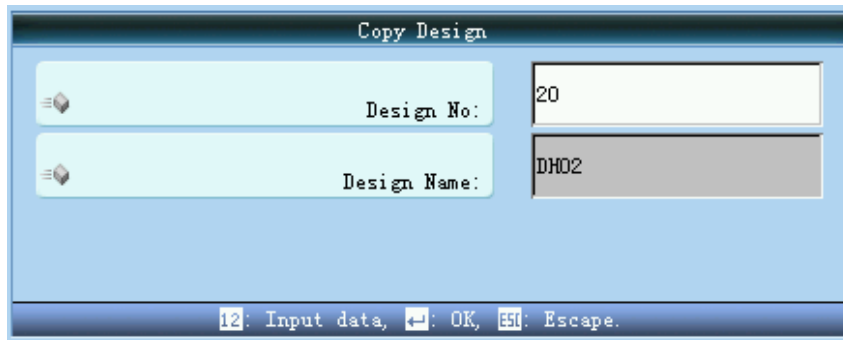 Copy Design
Design No: 20
Design Name: DH02
12: Input data, ↵: OK, ESC: Escape.